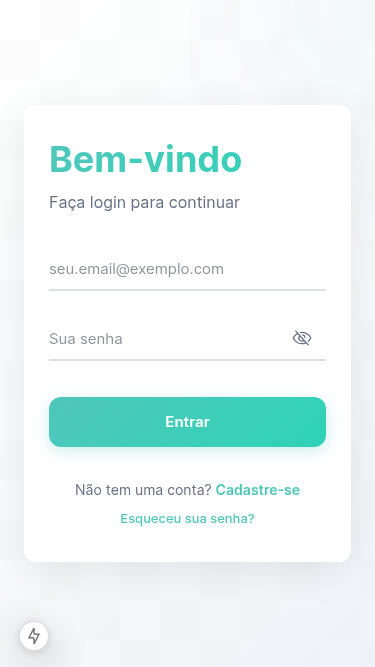 Bem-vindo
Faça login para continuar
seu.email@exemplo.com
Sua senha
Entrar
Não tem uma conta? Cadastre-se
Esqueceu sua senha?